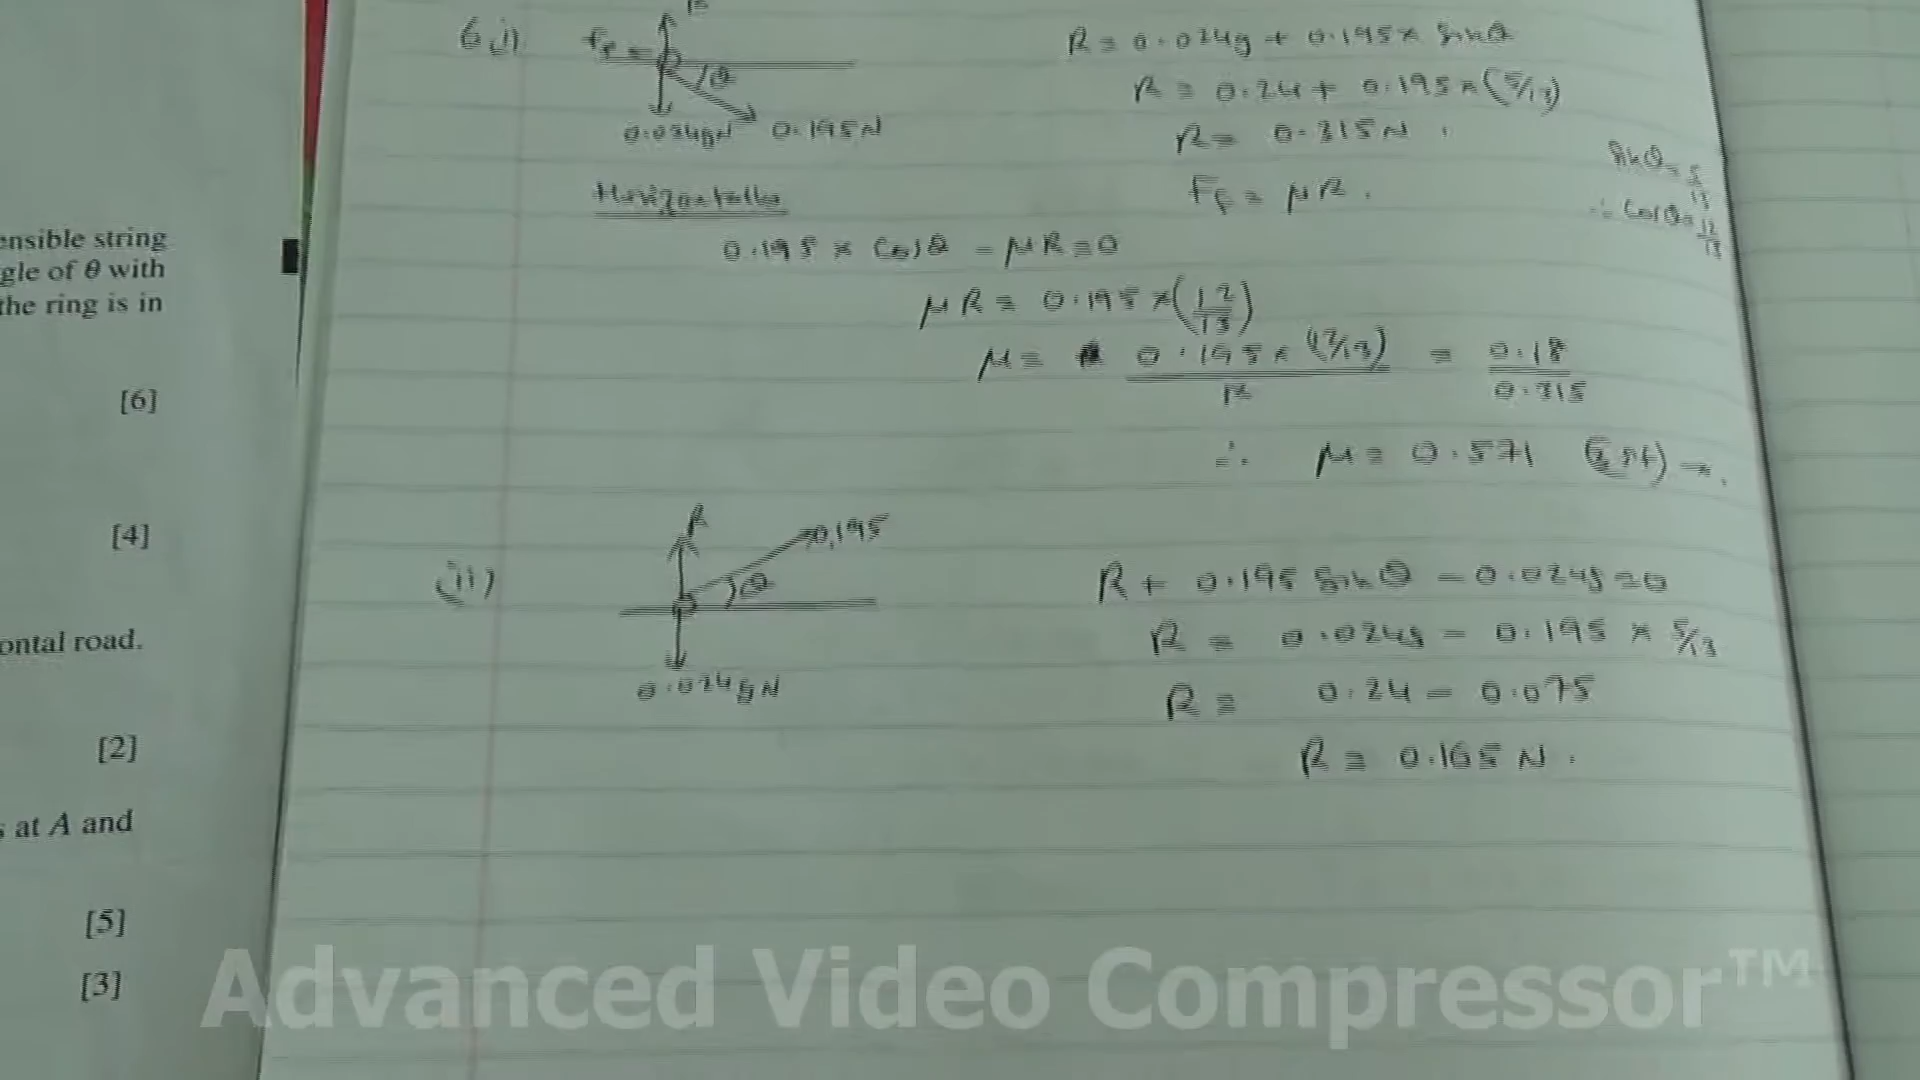 6 i)
R = 0.024g + 0.195 × Sinθ
θ
R = 0.24 + 0.195 × (5/13)
0.024gN 0.195N
R = 0.315N .
Sinθ = 5/13
Ff = μR .
∴ Cosθ = 12/13
Horizontally
0.195 × Cosθ - μR = 0
μR = 0.195 × (12/13)
μ = 0.195 × (12/13) / R = 0.18 / 0.315
∴ μ = 0.571
(ii)
R
0.195
θ
0.024gN
R + 0.195 Sinθ - 0.024g = 0
R = 0.024g - 0.195 × 5/13
R = 0.24 - 0.075
R = 0.165 N .
ensible string
gle of θ with
the ring is in
[6]
[4]
ontal road.
[2]
s at A and
[5]
[3]
Advanced Video Compressor™